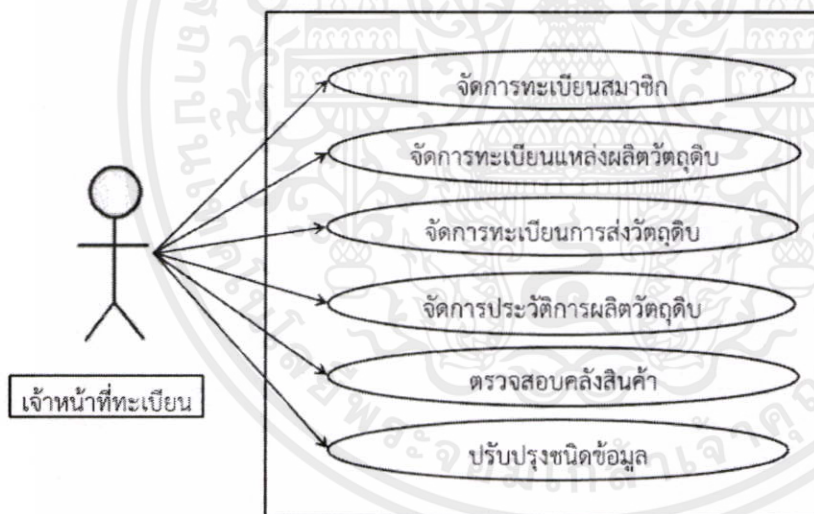 จัดการทะเบียนสมาชิก
จัดการทะเบียนแหล่งผลิตวัตถุดิบ
จัดการทะเบียนการส่งวัตถุดิบ
จัดการประวัติการผลิตวัตถุดิบ
ตรวจสอบคลังสินค้า
ปรับปรุงชนิดข้อมูล
เจ้าหน้าที่ทะเบียน